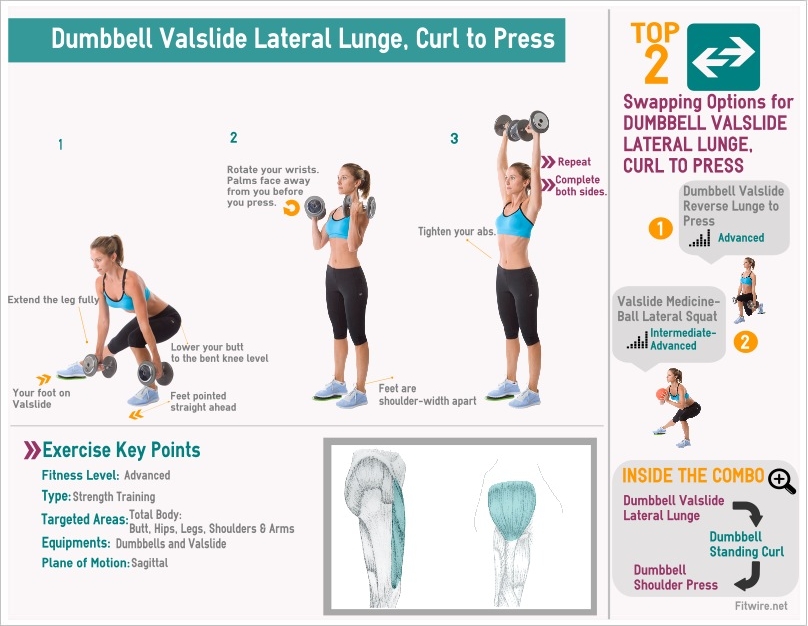 Dumbbell Valslide Lateral Lunge, Curl to Press
1
2
3
Rotate your wrists.
Palms face away
from you before
you press.
Repeat
Complete
both sides.
Tighten your abs.
Extend the leg fully
Lower your butt
to the bent knee level
Your foot on
Valslide
Feet pointed
straight ahead
Feet are
shoulder-width apart
Exercise Key Points
Fitness Level: Advanced
Type: Strength Training
Targeted Areas: Total Body:
Butt, Hips, Legs, Shoulders & Arms
Equipments: Dumbbells and Valslide
Plane of Motion: Sagittal
TOP
2
Swapping Options for
DUMBBELL VALSLIDE
LATERAL LUNGE,
CURL TO PRESS
1
Dumbbell Valslide
Reverse Lunge to
Press
Advanced
Valslide Medicine-
Ball Lateral Squat
Intermediate-
Advanced
2
INSIDE THE COMBO
Dumbbell Valslide
Lateral Lunge
Dumbbell
Standing Curl
Dumbbell
Shoulder Press
Fitwire.net